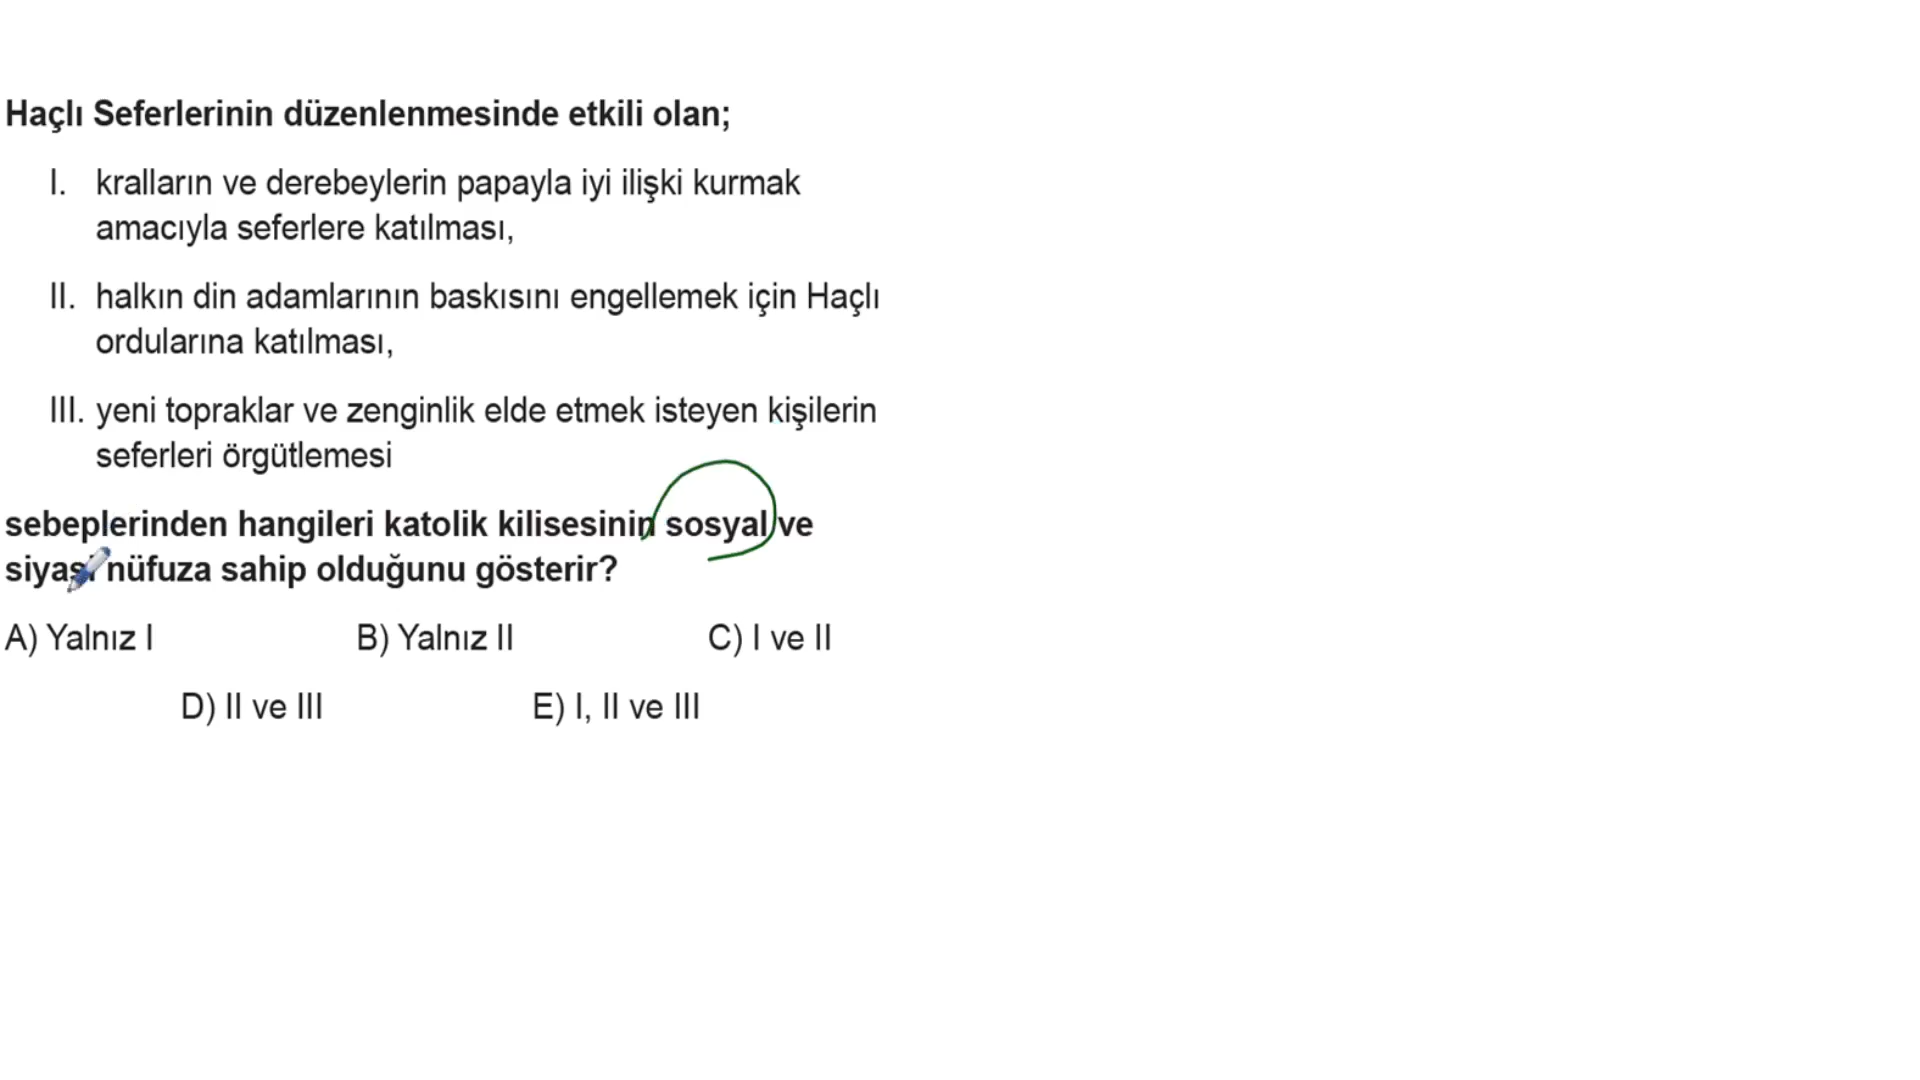 Haçlı Seferlerinin düzenlenmesinde etkili olan;
I. kralların ve derebeylerin papayla iyi ilişki kurmak
amacıyla seferlere katılması,
II. halkın din adamlarının baskısını engellemek için Haçlı
ordularına katılması,
III. yeni topraklar ve zenginlik elde etmek isteyen kişilerin
seferleri örgütlemesi
sebeplerinden hangileri katolik kilisesinin sosyal ve
siyasi nüfuza sahip olduğunu gösterir?
A) Yalnız I B) Yalnız II C) I ve II
D) II ve III E) I, II ve III